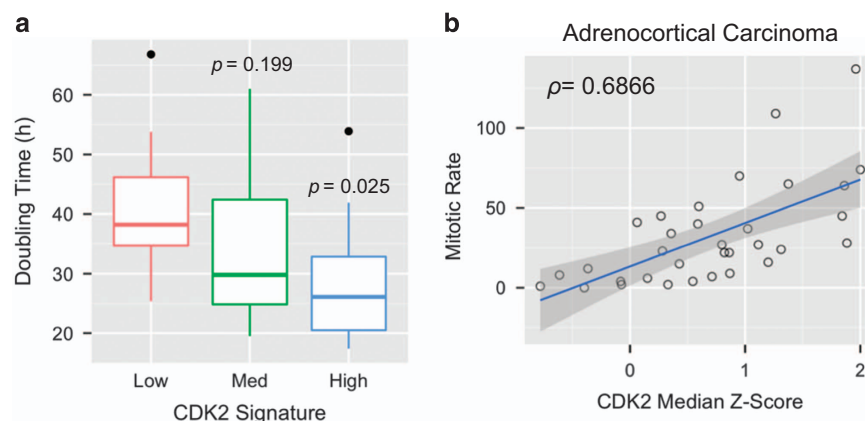 a
p = 0.199
p = 0.025
60
50
40
30
20
Doubling Time (h)
Low Med High
CDK2 Signature
b
Adrenocortical Carcinoma
ρ= 0.6866
100
50
0
Mitotic Rate
0 1 2
CDK2 Median Z-Score